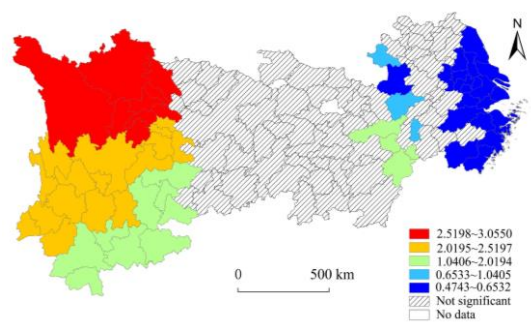 N
2.5198~3.0550
2.0195~2.5197
1.0406~2.0194
0.6533~1.0405
0.4743~0.6532
Not significant
No data
0 500 km